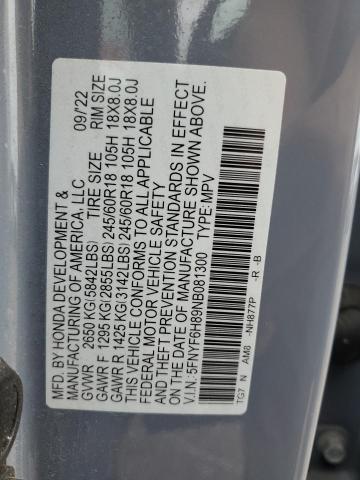 MFD. BY HONDA DEVELOPMENT & 09/'22
MANUFACTURING OF AMERICA, LLC
TIRE SIZE RIM SIZE
GVWR 2650 KG(5842LBS)
GAWR F 1295 KG(2855LBS) 245/60R18 105H 18X8.0J
GAWR R 1425 KG(3142LBS) 245/60R18 105H 18X8.0J
THIS VEHICLE CONFORMS TO ALL APPLICABLE
FEDERAL MOTOR VEHICLE SAFETY
AND THEFT PREVENTION STANDARDS IN EFFECT
ON THE DATE OF MANUFACTURE SHOWN ABOVE.
V.I.N.: 5FNYF6H89NB081300 TYPE: MPV
TG7 N AM8 -NH877P -R -B